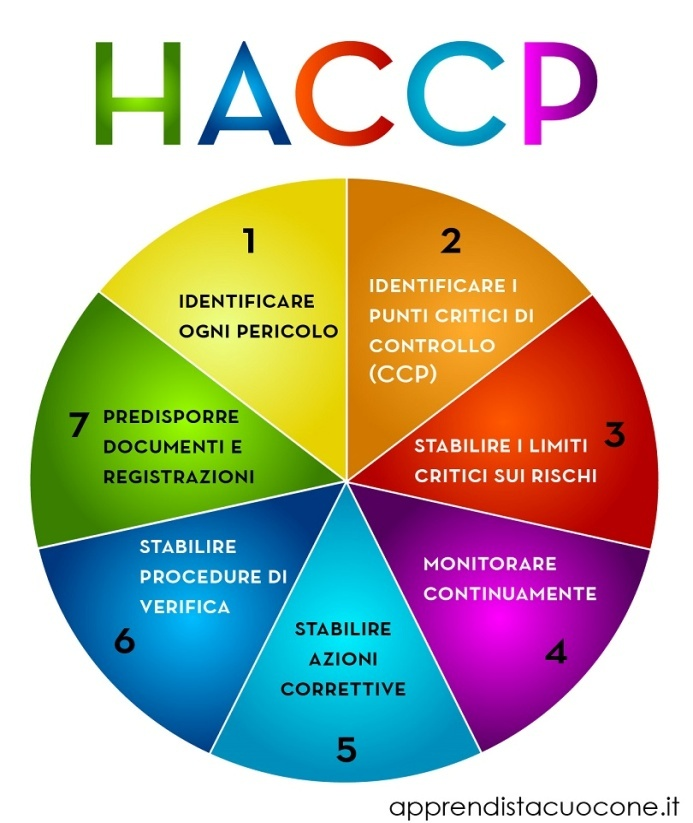 HACCP
1
IDENTIFICARE
OGNI PERICOLO
2
IDENTIFICARE I
PUNTI CRITICI DI
CONTROLLO
(CCP)
3
STABILIRE I LIMITI
CRITICI SUI RISCHI
MONITORARE
CONTINUAMENTE
4
STABILIRE
AZIONI
CORRETTIVE
5
STABILIRE
PROCEDURE DI
VERIFICA
6
7
PREDISPORRE
DOCUMENTI E
REGISTRAZIONI
apprendistacuocone.it